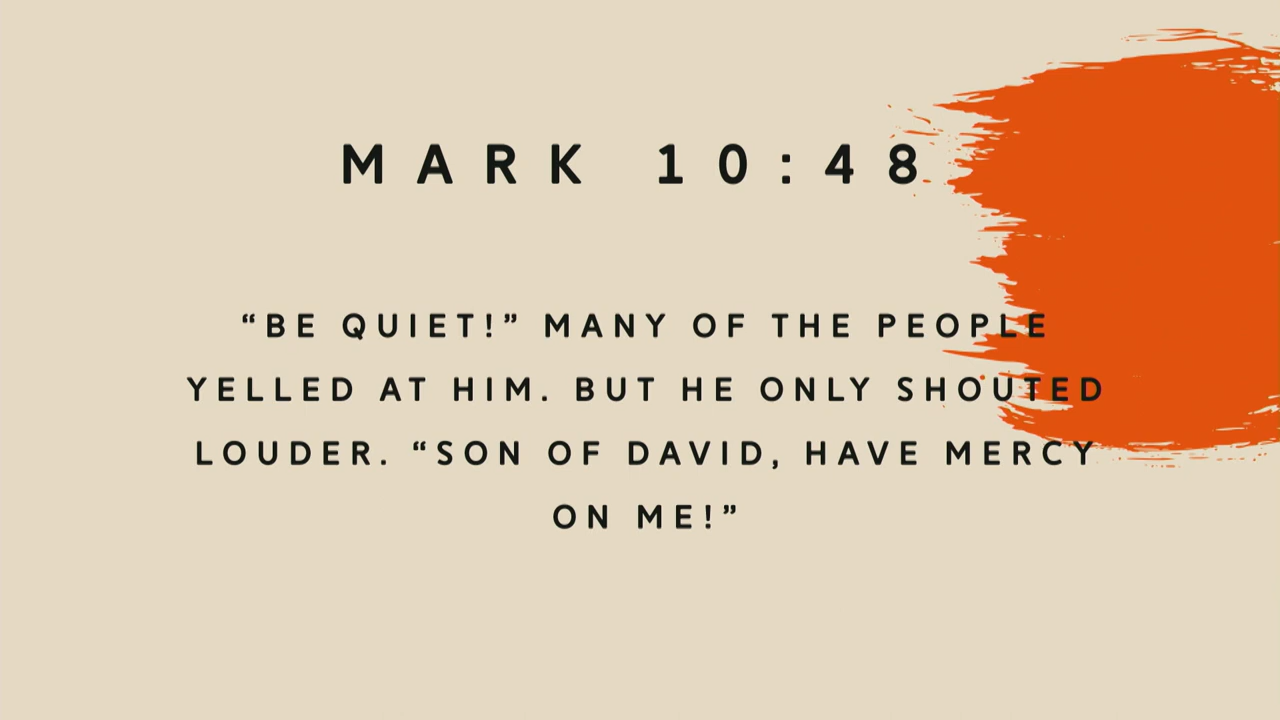 MARK 10:48
“BE QUIET!” MANY OF THE PEOPLE
YELLED AT HIM. BUT HE ONLY SHOUTED
LOUDER. “SON OF DAVID, HAVE MERCY
ON ME!”